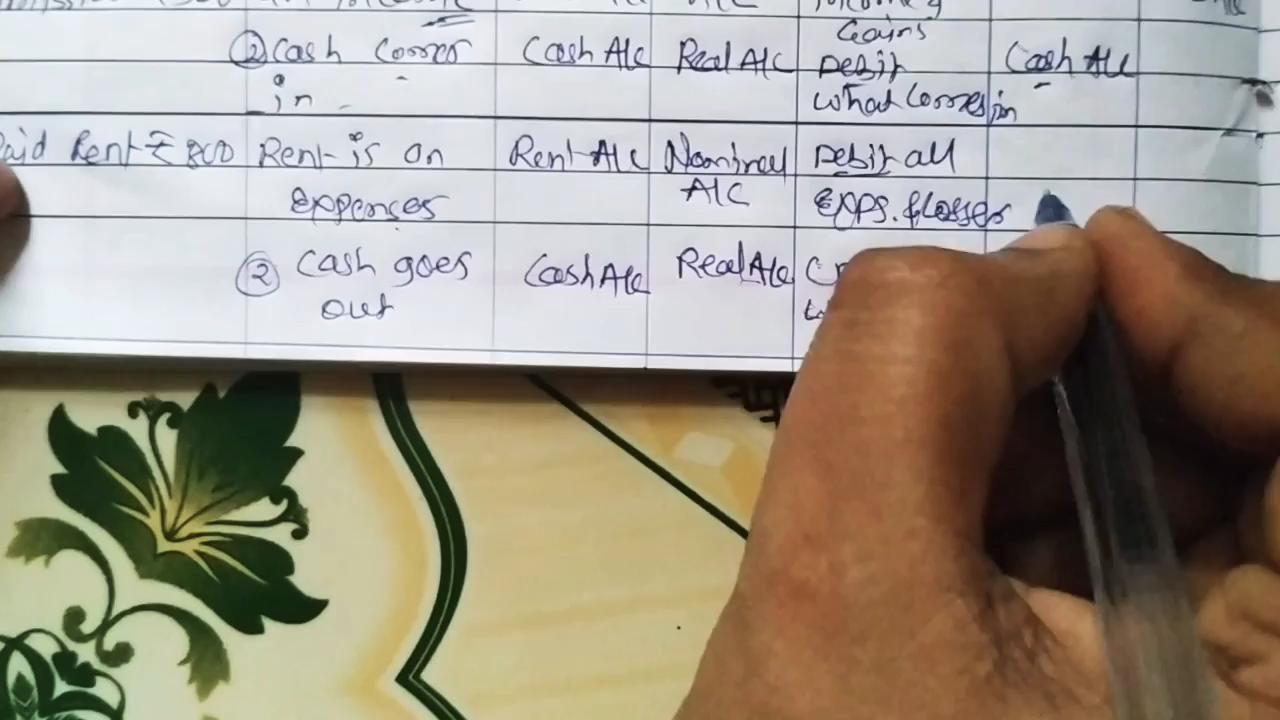 Gains
② Cash Comes Cash A/c Real A/c Debit Cash A/c
in What Comes in
Paid Rent ₹ 800 Rent is on Rent A/c Nominal Debit all
Expenses A/c Exps. & losses
② Cash goes Cash A/c Real A/c
out